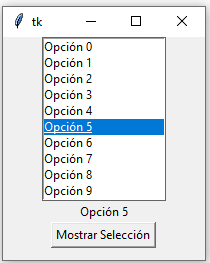 tk
Opción 0
Opción 1
Opción 2
Opción 3
Opción 4
Opción 5
Opción 6
Opción 7
Opción 8
Opción 9
Opción 5
Mostrar Selección